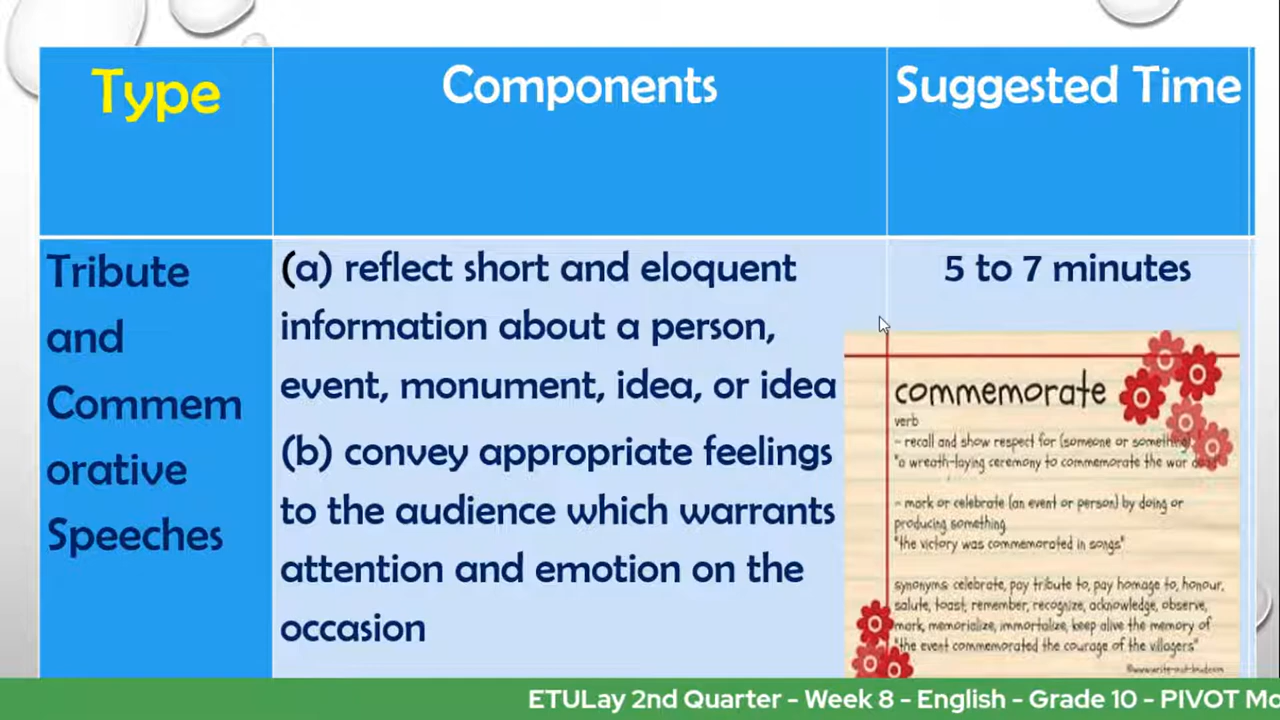 Type
Components
Suggested Time
Tribute
and
Commem
orative
Speeches
(a) reflect short and eloquent
information about a person,
event, monument, idea, or idea
(b) convey appropriate feelings
to the audience which warrants
attention and emotion on the
occasion
5 to 7 minutes
commemorate
verb
- recall and show respect for (someone or something)
"a wreath-laying ceremony to commemorate the war
- mark or celebrate (an event or person) by doing or
producing something.
"the victory was commemorated in songs"
synonyms: celebrate, pay tribute to, pay homage to, honour,
salute, toast, remember, recognize, acknowledge, observe,
mark, memorialize, immortalize, keep alive the memory of
"the event commemorated the courage of the villagers"
ETULay 2nd Quarter - Week 8 - English - Grade 10 - PIVOT Mo